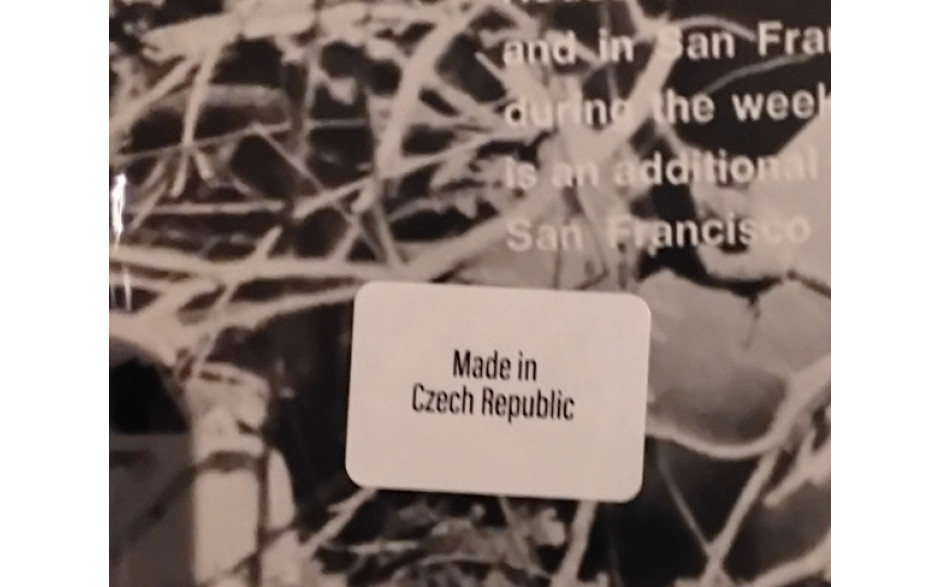 and in San Fra
during the week
is an additional
San Francisco
Made in
Czech Republic